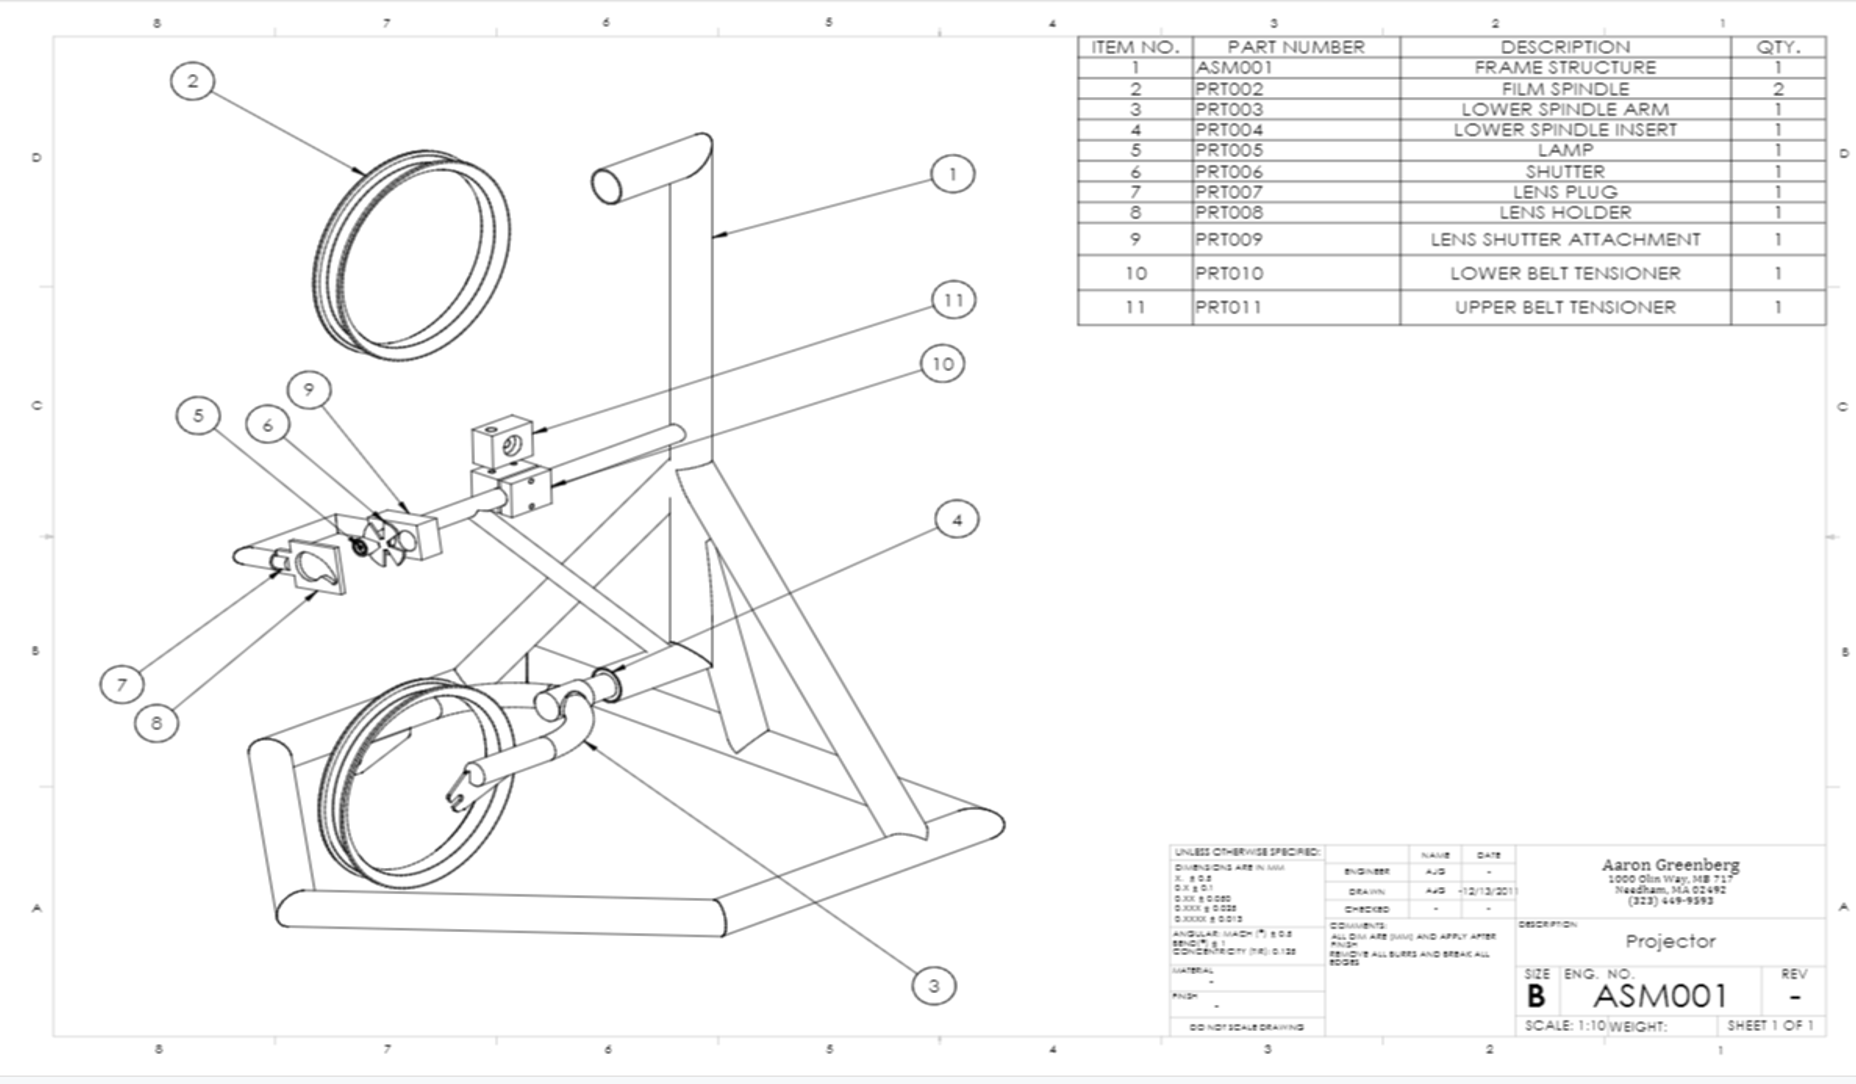 8 7 6 5 4 3 2 1
ITEM NO. PART NUMBER DESCRIPTION QTY.
1 ASM001 FRAME STRUCTURE 1
2 PRT002 FILM SPINDLE 2
3 PRT003 LOWER SPINDLE ARM 1
4 PRT004 LOWER SPINDLE INSERT 1
5 PRT005 LAMP 1
6 PRT006 SHUTTER 1
7 PRT007 LENS PLUG 1
8 PRT008 LENS HOLDER 1
9 PRT009 LENS SHUTTER ATTACHMENT 1
10 PRT010 LOWER BELT TENSIONER 1
11 PRT011 UPPER BELT TENSIONER 1
2
D
1
D
11
10
9
C
5
6
C
4
B
B
7
8
3
A
A
UNLESS OTHERWISE SPECIFIED:
DIMENSIONS ARE IN MM
X. ± 0.5
0.X ± 0.1
0.XX ± 0.050
0.XXX ± 0.025
0.XXXX ± 0.013
ANGULAR: MACH (°) ± 0.5
BEND(°) ± 1
CONCENTRICITY (TIR): 0.125
MATERIAL
-
FINISH
-
DO NOT SCALE DRAWING
NAME DATE
ENGINEER AJG -
DRAWN AJG -12/13/2011
CHECKED - -
COMMENTS:
ALL DIM ARE [MM] AND APPLY AFTER
FINISH
REMOVE ALL BURRS AND BREAK ALL
EDGES
Aaron Greenberg
1000 Olin Way, MB 717
Needham, MA 02492
(323) 449-9593
DESCRIPTION
Projector
SIZE ENG. NO. REV
B ASM001 -
SCALE: 1:10 WEIGHT: SHEET 1 OF 1
8 7 6 5 4 3 2 1